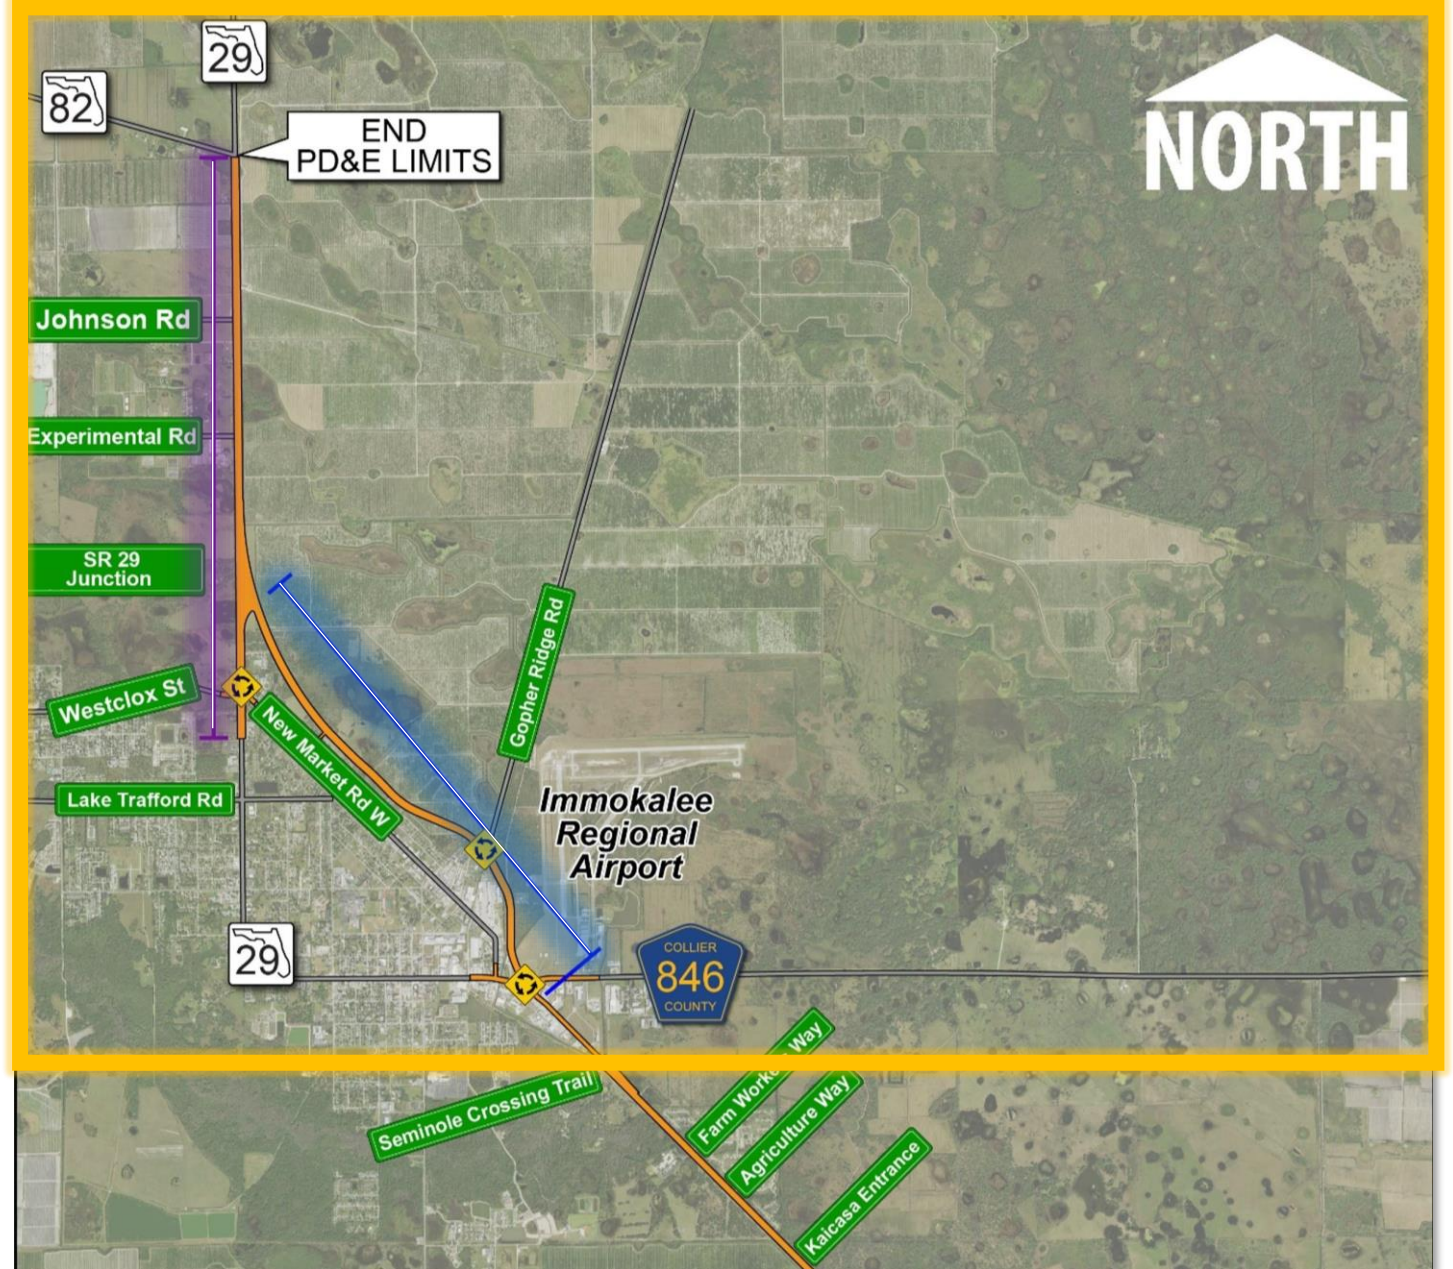 29
82
END
PD&E LIMITS
NORTH
Johnson Rd
Experimental Rd
SR 29
Junction
Westclox St
New Market Rd W
Gopher Ridge Rd
Lake Trafford Rd
Immokalee
Regional
Airport
29
COLLIER
846
COUNTY
Seminole Crossing Trail
Farm Worke Way
Agriculture Way
Kaicasa Entrance